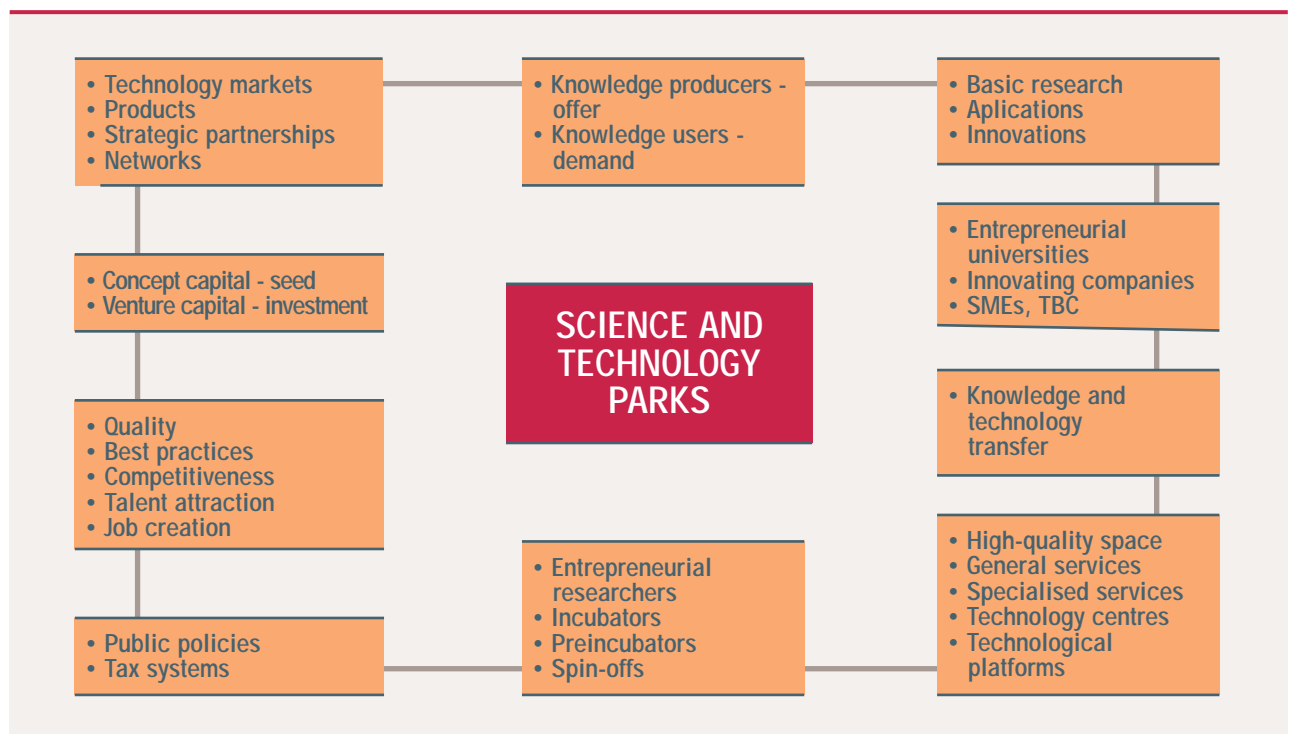 • Technology markets
• Products
• Strategic partnerships
• Networks
• Knowledge producers -
offer
• Knowledge users -
demand
• Basic research
• Aplications
• Innovations
• Entrepreneurial
universities
• Innovating companies
• SMEs, TBC
• Concept capital - seed
• Venture capital - investment
SCIENCE AND
TECHNOLOGY
PARKS
• Knowledge and
technology
transfer
• Quality
• Best practices
• Competitiveness
• Talent attraction
• Job creation
• High-quality space
• General services
• Specialised services
• Technology centres
• Technological
platforms
• Entrepreneurial
researchers
• Incubators
• Preincubators
• Spin-offs
• Public policies
• Tax systems